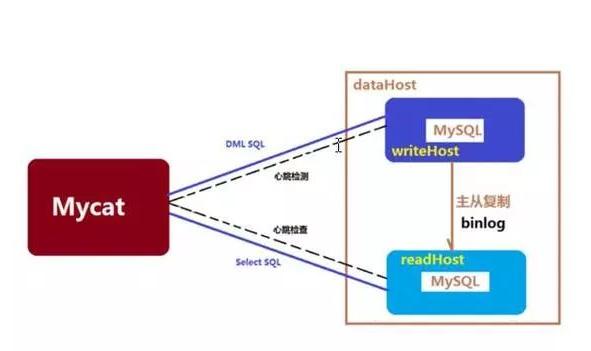 dataHost
MySQL
writeHost
DML SQL
心跳检测
Mycat
主从复制
binlog
心跳检查
Select SQL
readHost
MySQL